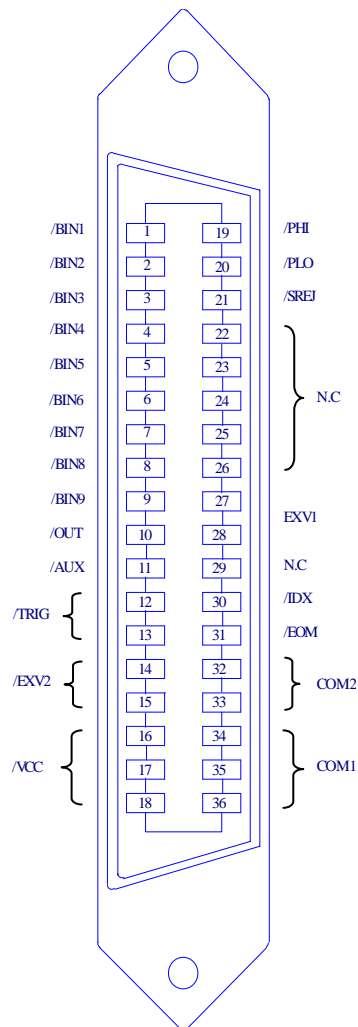 /BIN1 1 19 /PHI
/BIN2 2 20 /PLO
/BIN3 3 21 /SREJ
/BIN4 4 22
/BIN5 5 23
/BIN6 6 24 N.C
/BIN7 7 25
/BIN8 8 26
/BIN9 9 27
EXV1
/OUT 10 28
/AUX 11 29 N.C
/TRIG 12 30 /IDX
13 31 /EOM
/EXV2 14 32 COM2
15 33
16 34
/VCC 17 35 COM1
18 36